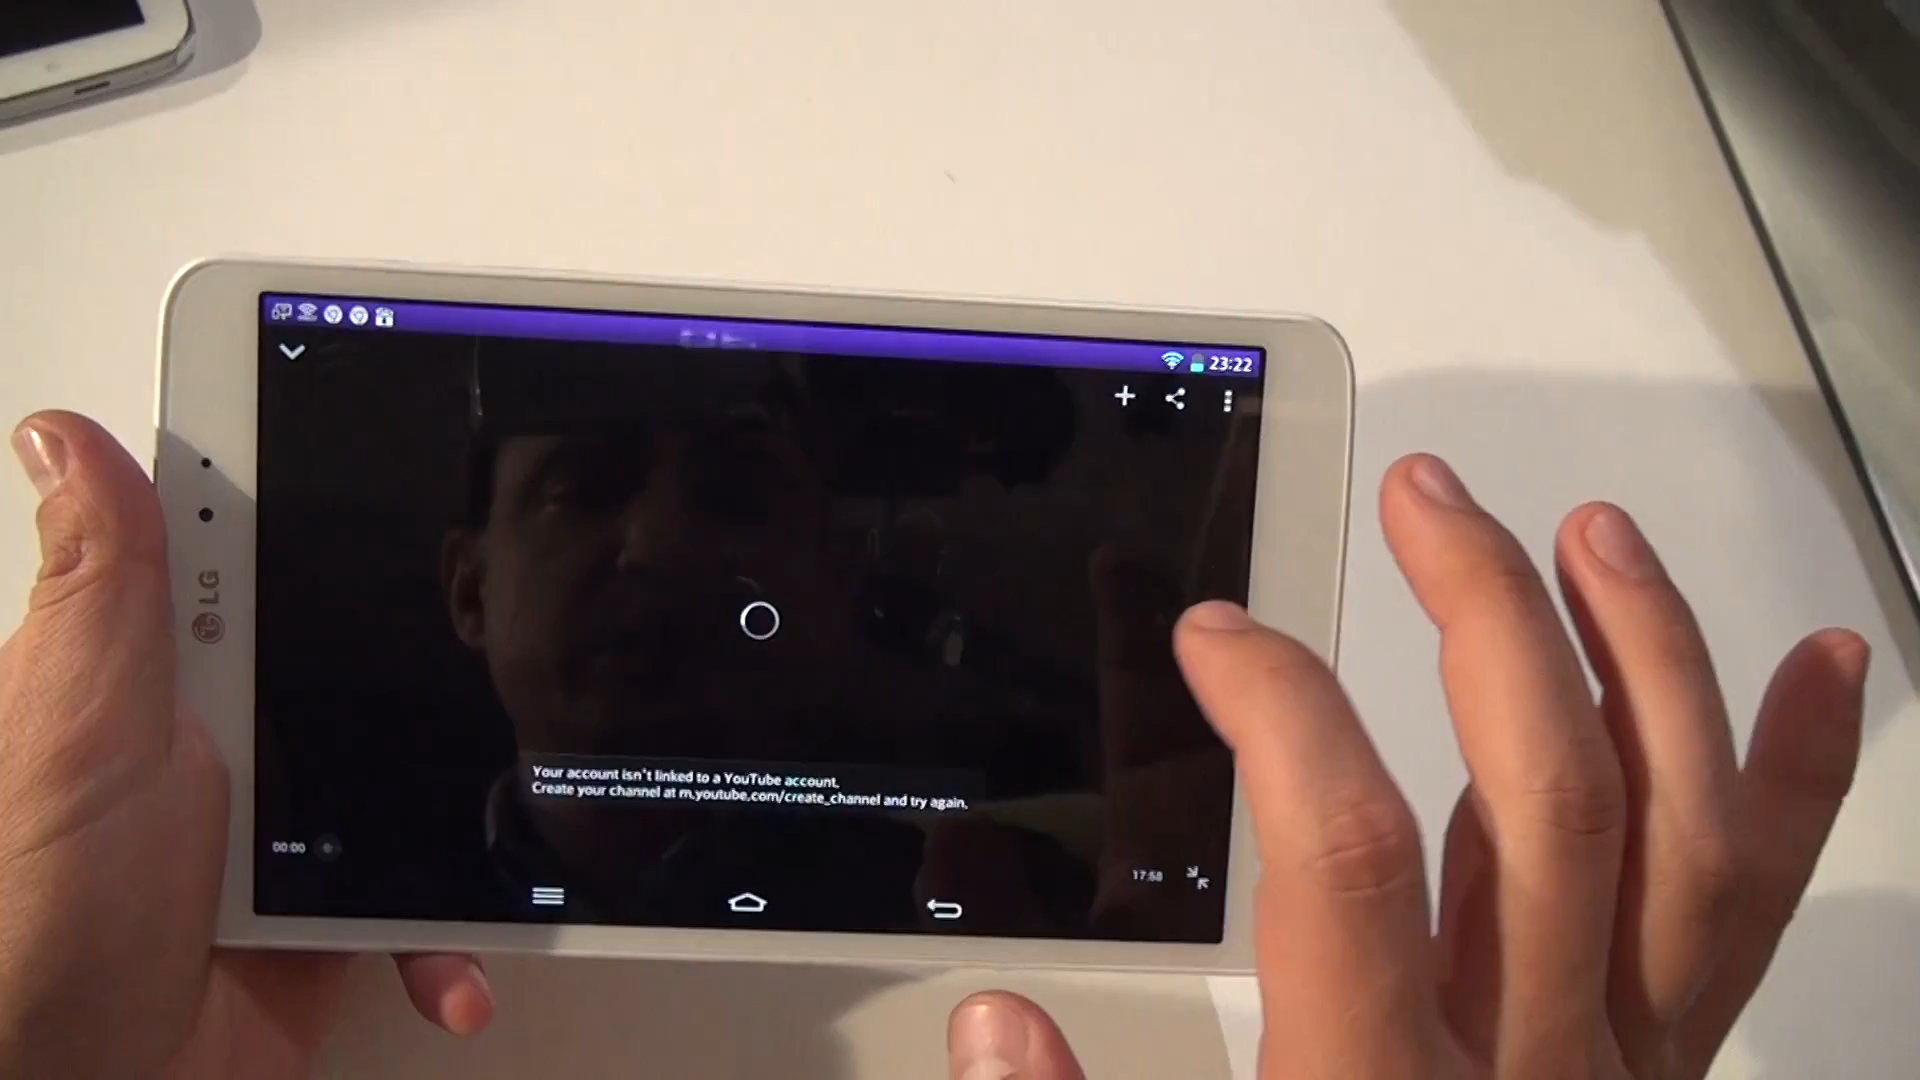 23:22
LG
Your account isn't linked to a YouTube account.
Create your channel at m.youtube.com/create_channel and try again.
00:00
17:58